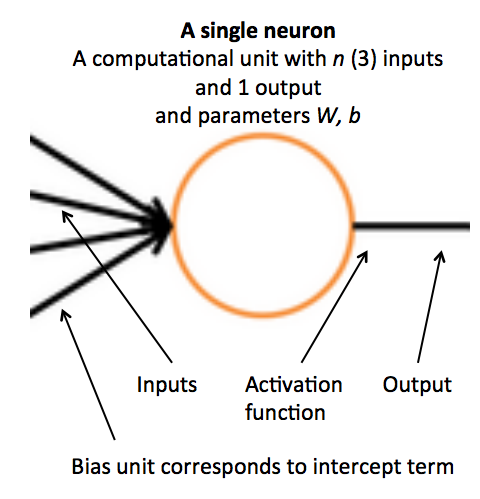 A single neuron
A computational unit with n (3) inputs
and 1 output
and parameters W, b
Inputs
Activation
function
Output
Bias unit corresponds to intercept term